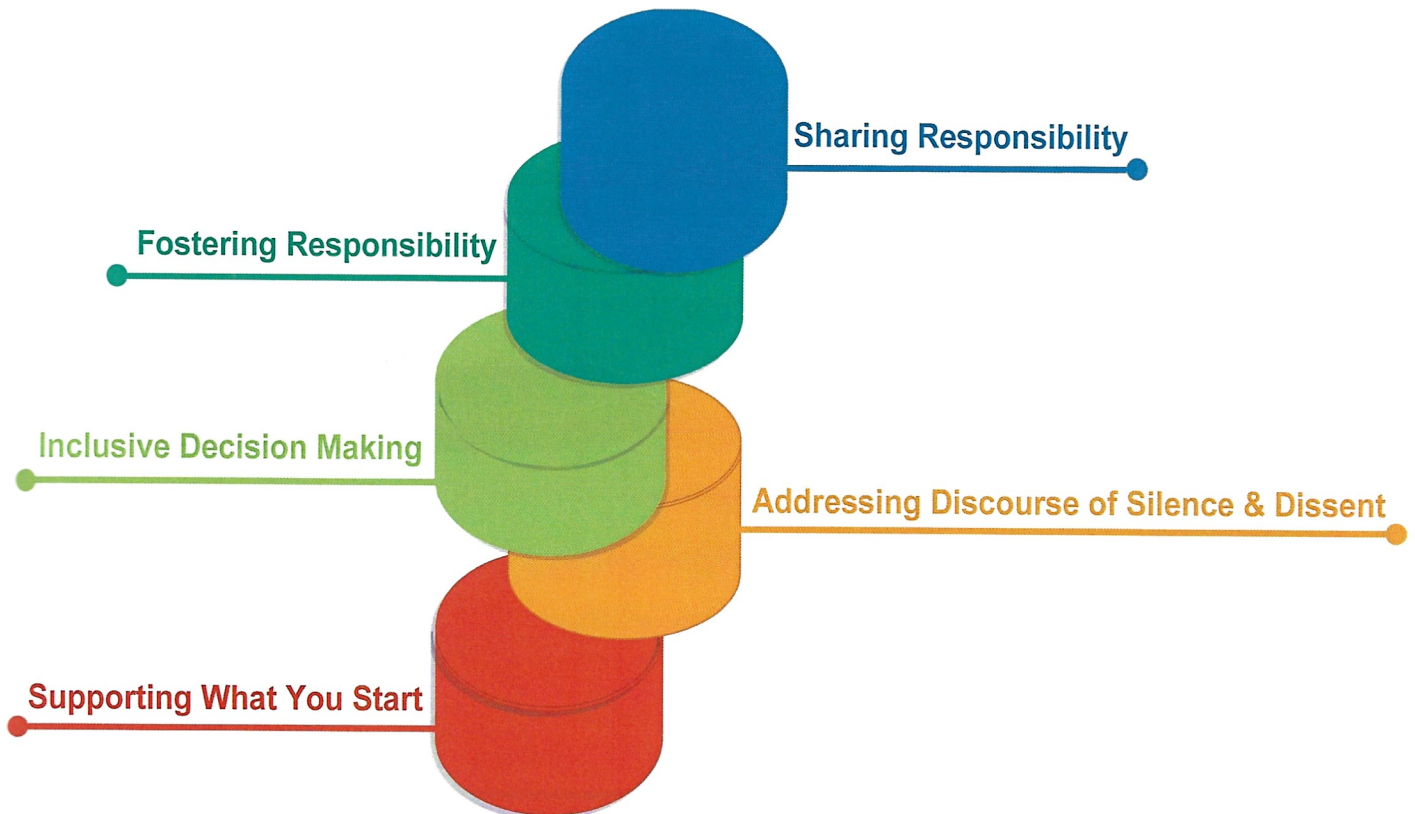 Sharing Responsibility
Fostering Responsibility
Inclusive Decision Making
Addressing Discourse of Silence & Dissent
Supporting What You Start